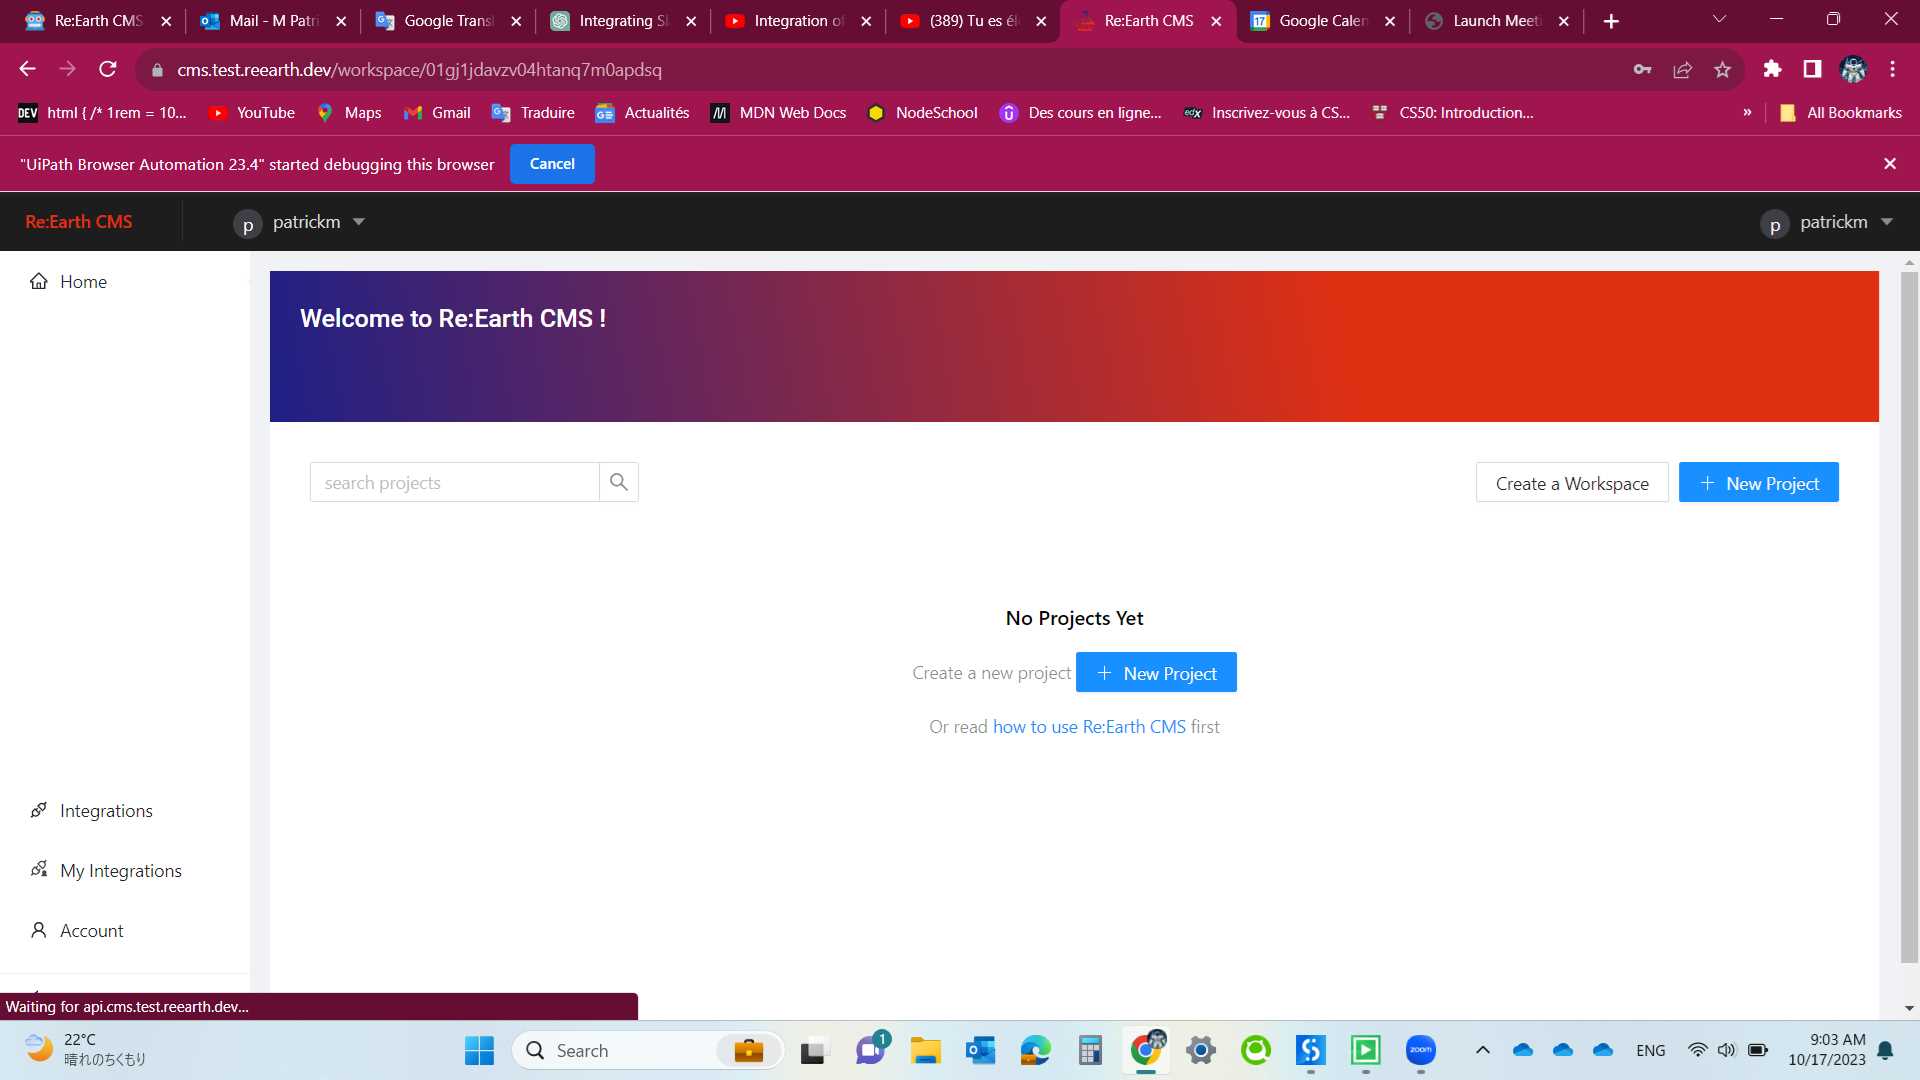 Re:Earth CMS
Mail - M Patri
Google Transl
Integrating Sl
Integration of
(389) Tu es éle
Re:Earth CMS
17
Google Calen
Launch Meeti
cms.test.reearth.dev/workspace/01gj1jdavzv04htanq7m0apdsq
DEV html { /* 1rem = 10...
YouTube
Maps
Gmail
Traduire
Actualités
MDN Web Docs
NodeSchool
Des cours en ligne...
edX Inscrivez-vous à CS...
CS50: Introduction...
»
All Bookmarks
"UiPath Browser Automation 23.4" started debugging this browser
Cancel
Re:Earth CMS
p patrickm
p patrickm
Home
Welcome to Re:Earth CMS !
search projects
Create a Workspace
+ New Project
No Projects Yet
Create a new project + New Project
Or read how to use Re:Earth CMS first
Integrations
My Integrations
Account
Waiting for api.cms.test.reearth.dev...
22°C
晴れのちくもり
Search
1
zoom
ENG
9:03 AM
10/17/2023